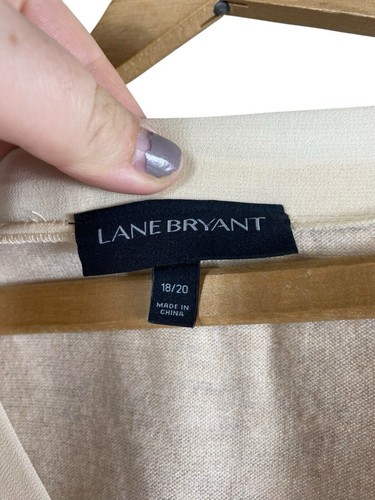 LANE BRYANT
18/20
MADE IN
CHINA